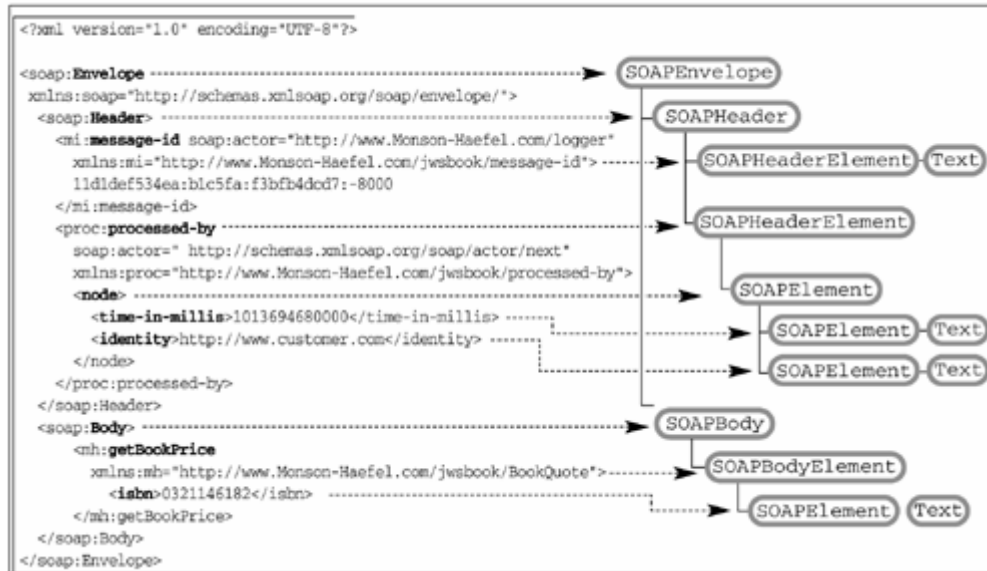 <?xml version="1.0" encoding="UTF-8"?>
<soap:Envelope SOAPEnvelope
xmlns:soap="http://schemas.xmlsoap.org/soap/envelope/">
<soap:Header> SOAPHeader
<mi:message-id soap:actor="http://www.Monson-Haefel.com/logger"
xmlns:mi="http://www.Monson-Haefel.com/jwsbook/message-id"> SOAPHeaderElement Text
11d1def534ea:b1c5fa:f3bfb4dcd7:-8000
</mi:message-id>
<proc:processed-by SOAPHeaderElement
soap:actor=" http://schemas.xmlsoap.org/soap/actor/next"
xmlns:proc="http://www.Monson-Haefel.com/jwsbook/processed-by">
<node> SOAPElement
<time-in-millis>1013694680000</time-in-millis> SOAPElement Text
<identity>http://www.customer.com</identity> SOAPElement Text
</node>
</proc:processed-by>
</soap:Header>
<soap:Body> SOAPBody
<mh:getBookPrice
xmlns:mh="http://www.Monson-Haefel.com/jwsbook/BookQuote"> SOAPBodyElement
<isbn>0321146182</isbn> SOAPElement Text
</mh:getBookPrice>
</soap:Body>
</soap:Envelope>